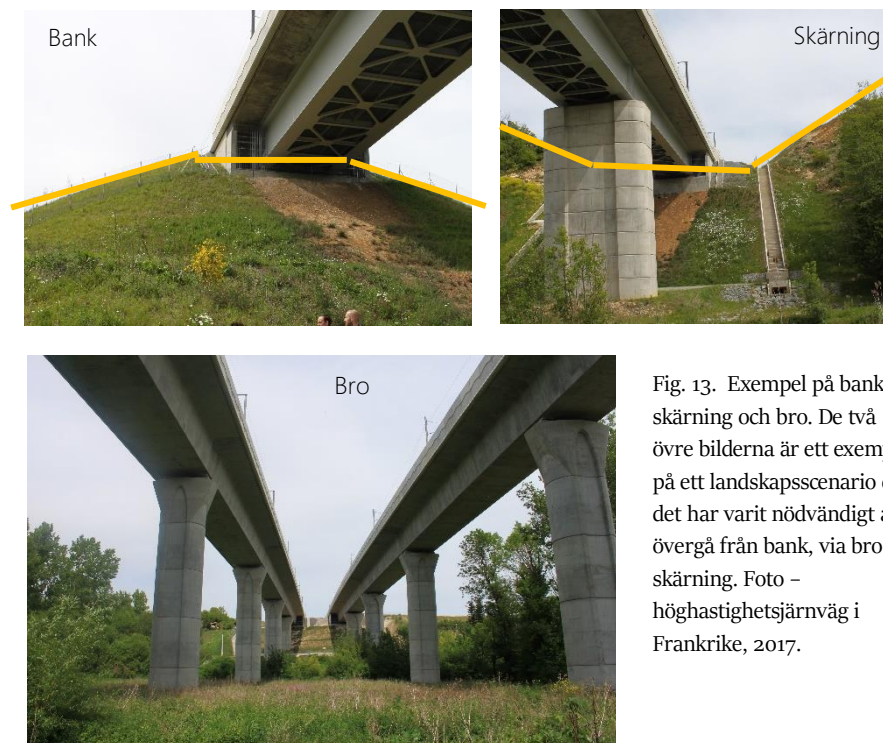 Bank
Skärning
Bro
Fig. 13. Exempel på bank
skärning och bro. De två
övre bilderna är ett
på ett landskapsscenario
det har varit nödvändigt
övergå från bank, via bro
skärning. Foto –
höghastighetsjärnväg i
Frankrike, 2017.